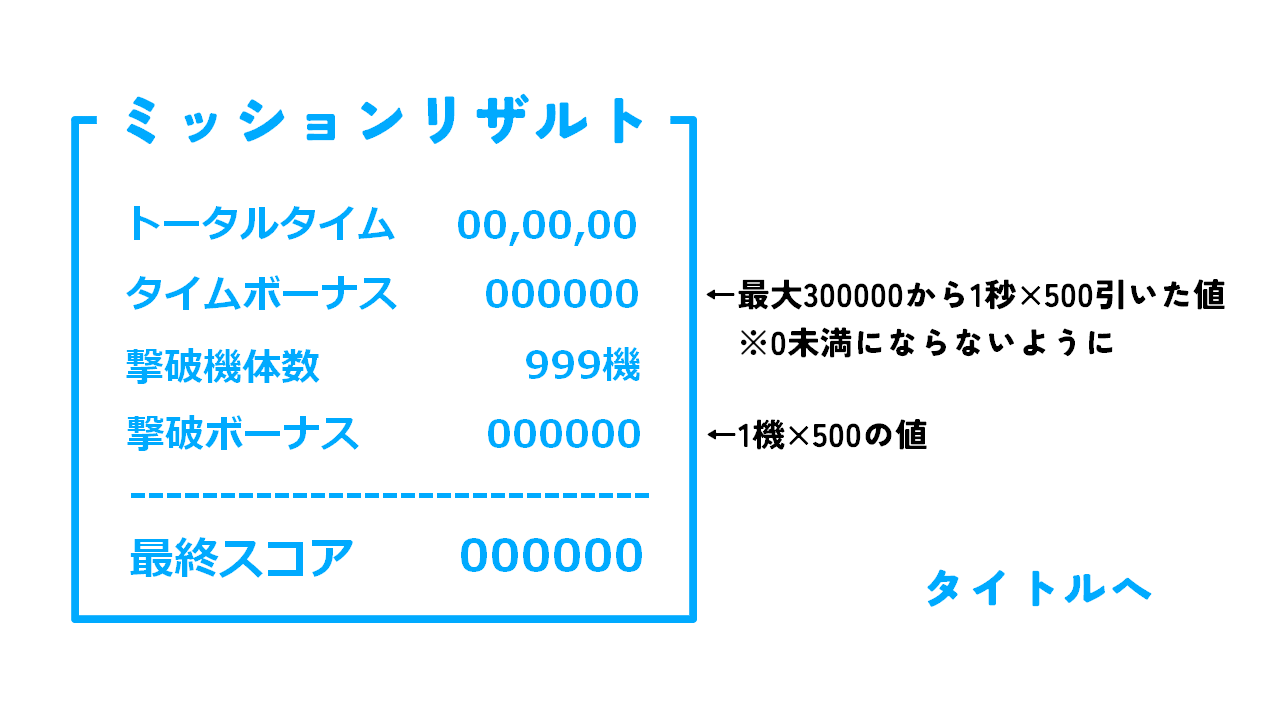 ミッションリザルト
トータルタイム 00,00,00
タイムボーナス 000000
←最大300000から1秒×500引いた値
※0未満にならないように
撃破機体数 999機
撃破ボーナス 000000
←1機×500の値
-----------------------------
最終スコア 000000
タイトルへ